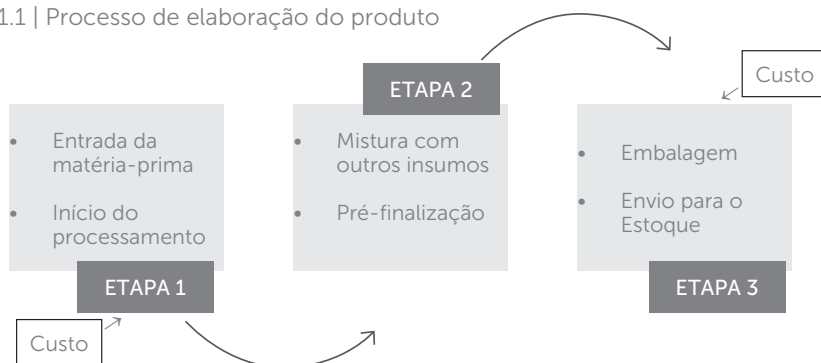 1.1 | Processo de elaboração do produto
Custo
ETAPA 2
• Entrada da
matéria-prima
• Início do
processamento
ETAPA 1
Custo
• Mistura com
outros insumos
• Pré-finalização
• Embalagem
• Envio para o
Estoque
ETAPA 3